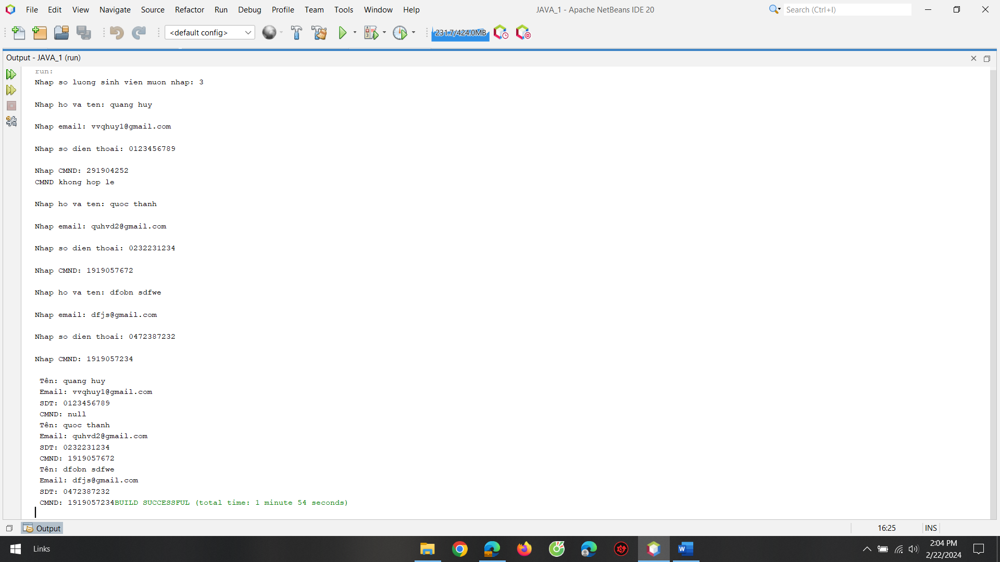 File Edit View Navigate Source Refactor Run Debug Profile Team Tools Window Help
JAVA_1 - Apache NetBeans IDE 20
Search (Ctrl+I)
<default config>
231.7/424.0MB
Output - JAVA_1 (run)
run:
Nhap so luong sinh vien muon nhap: 3
Nhap ho va ten: quang huy
Nhap email: vvqhuy1@gmail.com
Nhap so dien thoai: 0123456789
Nhap CMND: 291904252
CMND khong hop le
Nhap ho va ten: quoc thanh
Nhap email: quhvd2@gmail.com
Nhap so dien thoai: 0232231234
Nhap CMND: 1919057672
Nhap ho va ten: dfobn sdfwe
Nhap email: dfjs@gmail.com
Nhap so dien thoai: 0472387232
Nhap CMND: 1919057234
Tên: quang huy
Email: vvqhuy1@gmail.com
SDT: 0123456789
CMND: null
Tên: quoc thanh
Email: quhvd2@gmail.com
SDT: 0232231234
CMND: 1919057672
Tên: dfobn sdfwe
Email: dfjs@gmail.com
SDT: 0472387232
CMND: 1919057234BUILD SUCCESSFUL (total time: 1 minute 54 seconds)
Output
16:25
INS
Links
2:04 PM
2/22/2024